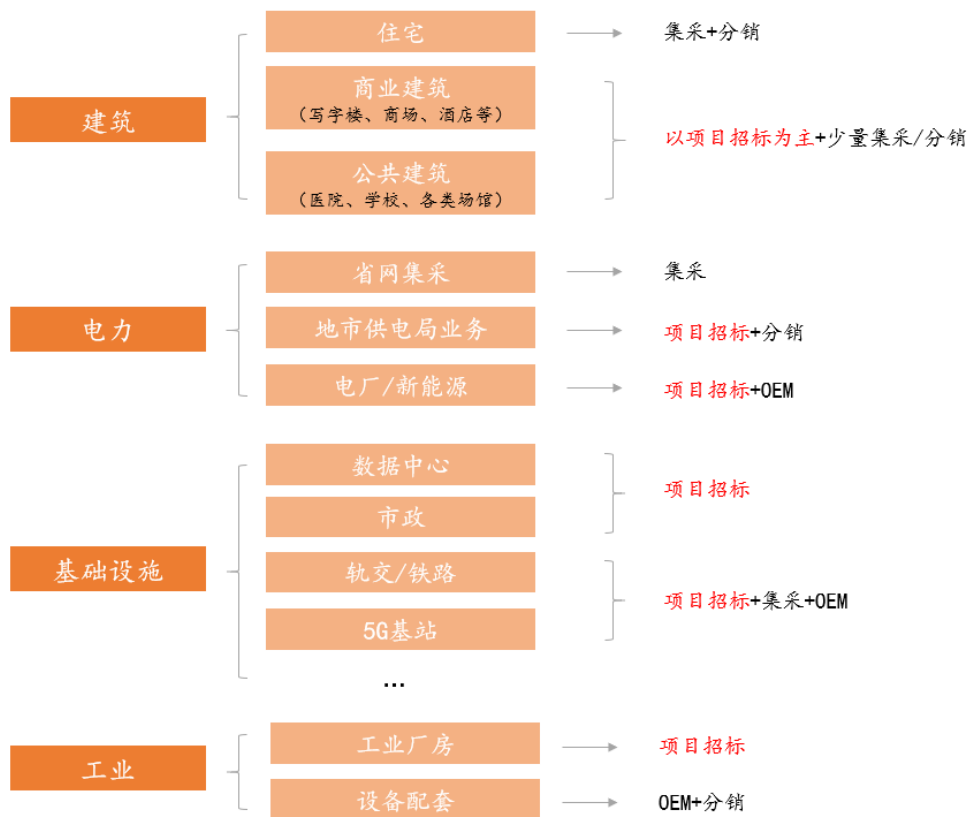 建筑
住宅
集采+分销
商业建筑
（写字楼、商场、酒店等）
公共建筑
（医院、学校、各类场馆）
以项目招标为主+少量集采/分销
电力
省网集采
集采
地市供电局业务
项目招标+分销
电厂/新能源
项目招标+OEM
基础设施
数据中心
市政
项目招标
轨交/铁路
5G基站
项目招标+集采+OEM
...
工业
工业厂房
项目招标
设备配套
OEM+分销